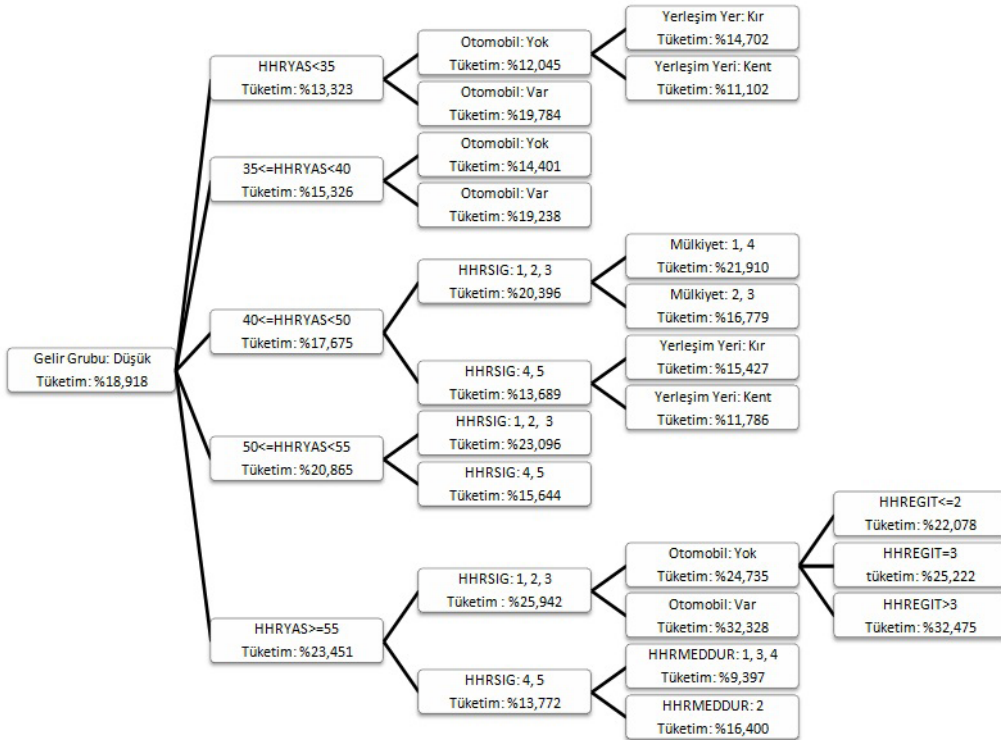 Gelir Grubu: Düşük
Tüketim: %18,918
HHRYAS<35
Tüketim: %13,323
Otomobil: Yok
Tüketim: %12,045
Yerleşim Yer: Kır
Tüketim: %14,702
Yerleşim Yeri: Kent
Tüketim: %11,102
Otomobil: Var
Tüketim: %19,784
35<=HHRYAS<40
Tüketim: %15,326
Otomobil: Yok
Tüketim: %14,401
Otomobil: Var
Tüketim: %19,238
40<=HHRYAS<50
Tüketim: %17,675
HHRSIG: 1, 2, 3
Tüketim: %20,396
Mülkiyet: 1, 4
Tüketim: %21,910
Mülkiyet: 2, 3
Tüketim: %16,779
HHRSIG: 4, 5
Tüketim: %13,689
Yerleşim Yeri: Kır
Tüketim: %15,427
Yerleşim Yeri: Kent
Tüketim: %11,786
50<=HHRYAS<55
Tüketim: %20,865
HHRSIG: 1, 2, 3
Tüketim: %23,096
HHRSIG: 4, 5
Tüketim: %15,644
HHRYAS>=55
Tüketim: %23,451
HHRSIG: 1, 2, 3
Tüketim : %25,942
Otomobil: Yok
Tüketim: %24,735
HHREGIT<=2
Tüketim: %22,078
HHREGIT=3
tüketim: %25,222
HHREGIT>3
Tüketim: %32,475
Otomobil: Var
Tüketim: %32,328
HHRSIG: 4, 5
Tüketim: %13,772
HHRMEDDUR: 1, 3, 4
Tüketim: %9,397
HHRMEDDUR: 2
Tüketim: %16,400